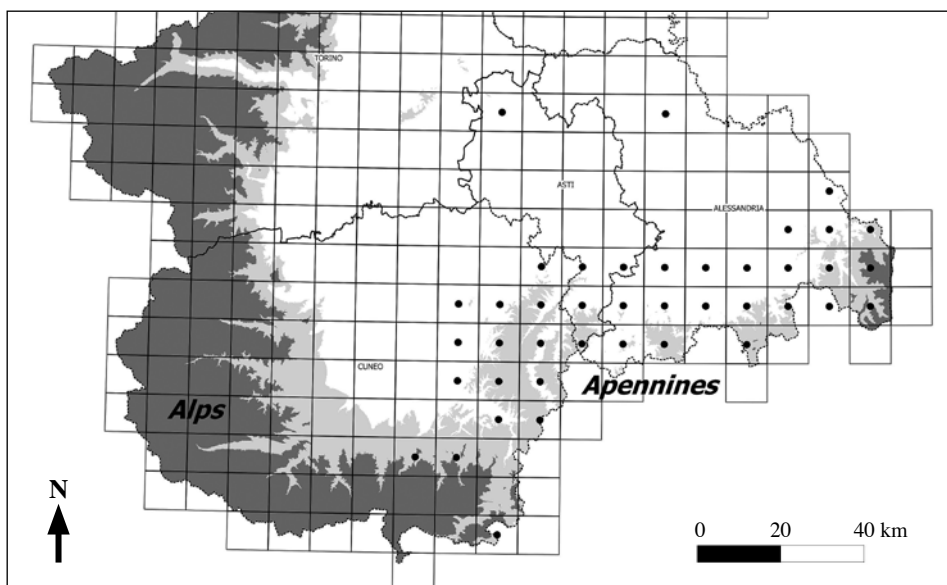 TORINO
ASTI
ALESSANDRIA
CUNEO
Apennines
Alps
N
0 20 40 km